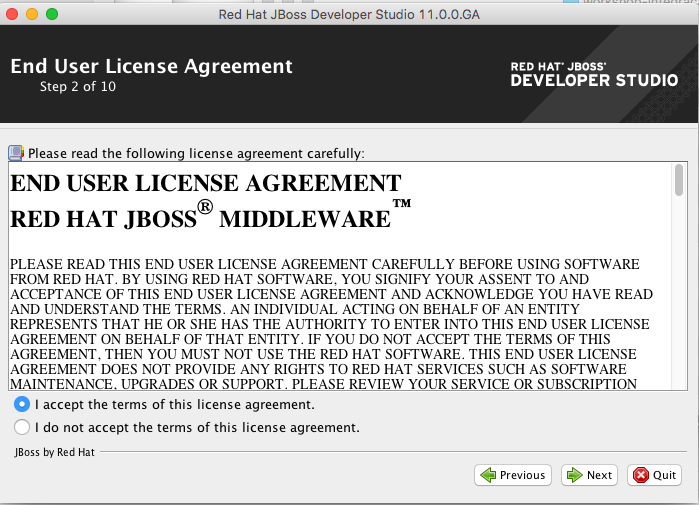 workshop-integrat
Red Hat JBoss Developer Studio 11.0.0.GA
End User License Agreement
Step 2 of 10
RED HAT® JBOSS®
DEVELOPER STUDIO
Please read the following license agreement carefully:
END USER LICENSE AGREEMENT
RED HAT JBOSS® MIDDLEWARE™
PLEASE READ THIS END USER LICENSE AGREEMENT CAREFULLY BEFORE USING SOFTWARE
FROM RED HAT. BY USING RED HAT SOFTWARE, YOU SIGNIFY YOUR ASSENT TO AND
ACCEPTANCE OF THIS END USER LICENSE AGREEMENT AND ACKNOWLEDGE YOU HAVE READ
AND UNDERSTAND THE TERMS. AN INDIVIDUAL ACTING ON BEHALF OF AN ENTITY
REPRESENTS THAT HE OR SHE HAS THE AUTHORITY TO ENTER INTO THIS END USER LICENSE
AGREEMENT ON BEHALF OF THAT ENTITY. IF YOU DO NOT ACCEPT THE TERMS OF THIS
AGREEMENT, THEN YOU MUST NOT USE THE RED HAT SOFTWARE. THIS END USER LICENSE
AGREEMENT DOES NOT PROVIDE ANY RIGHTS TO RED HAT SERVICES SUCH AS SOFTWARE
MAINTENANCE, UPGRADES OR SUPPORT. PLEASE REVIEW YOUR SERVICE OR SUBSCRIPTION
I accept the terms of this license agreement.
I do not accept the terms of this license agreement.
JBoss by Red Hat
Previous
Next
Quit